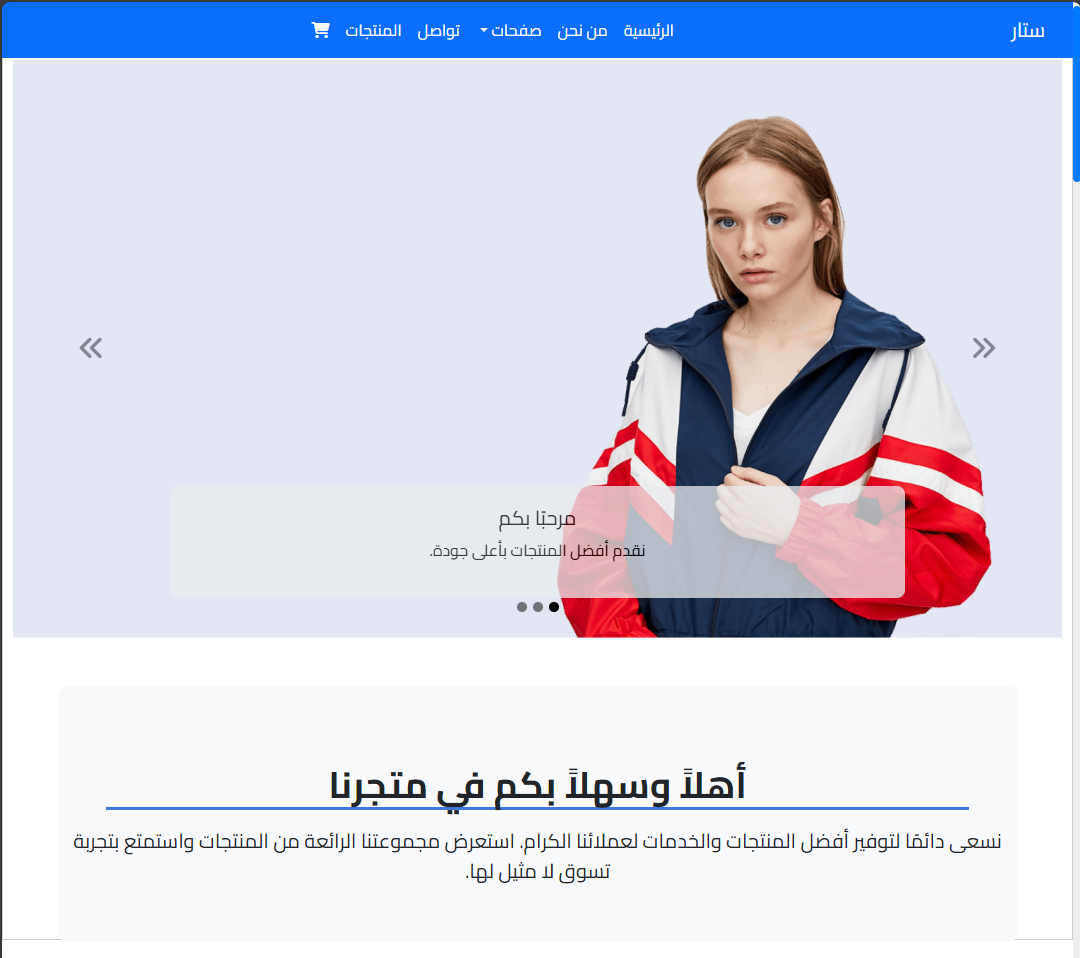 ستار
الرئيسية من نحن صفحات تواصل المنتجات
مرحبًا بكم
نقدم أفضل المنتجات بأعلى جودة.
أهلاً وسهلاً بكم في متجرنا
نسعى دائمًا لتوفير أفضل المنتجات والخدمات لعملائنا الكرام. استعرض مجموعتنا الرائعة من المنتجات واستمتع بتجربة
تسوق لا مثيل لها.